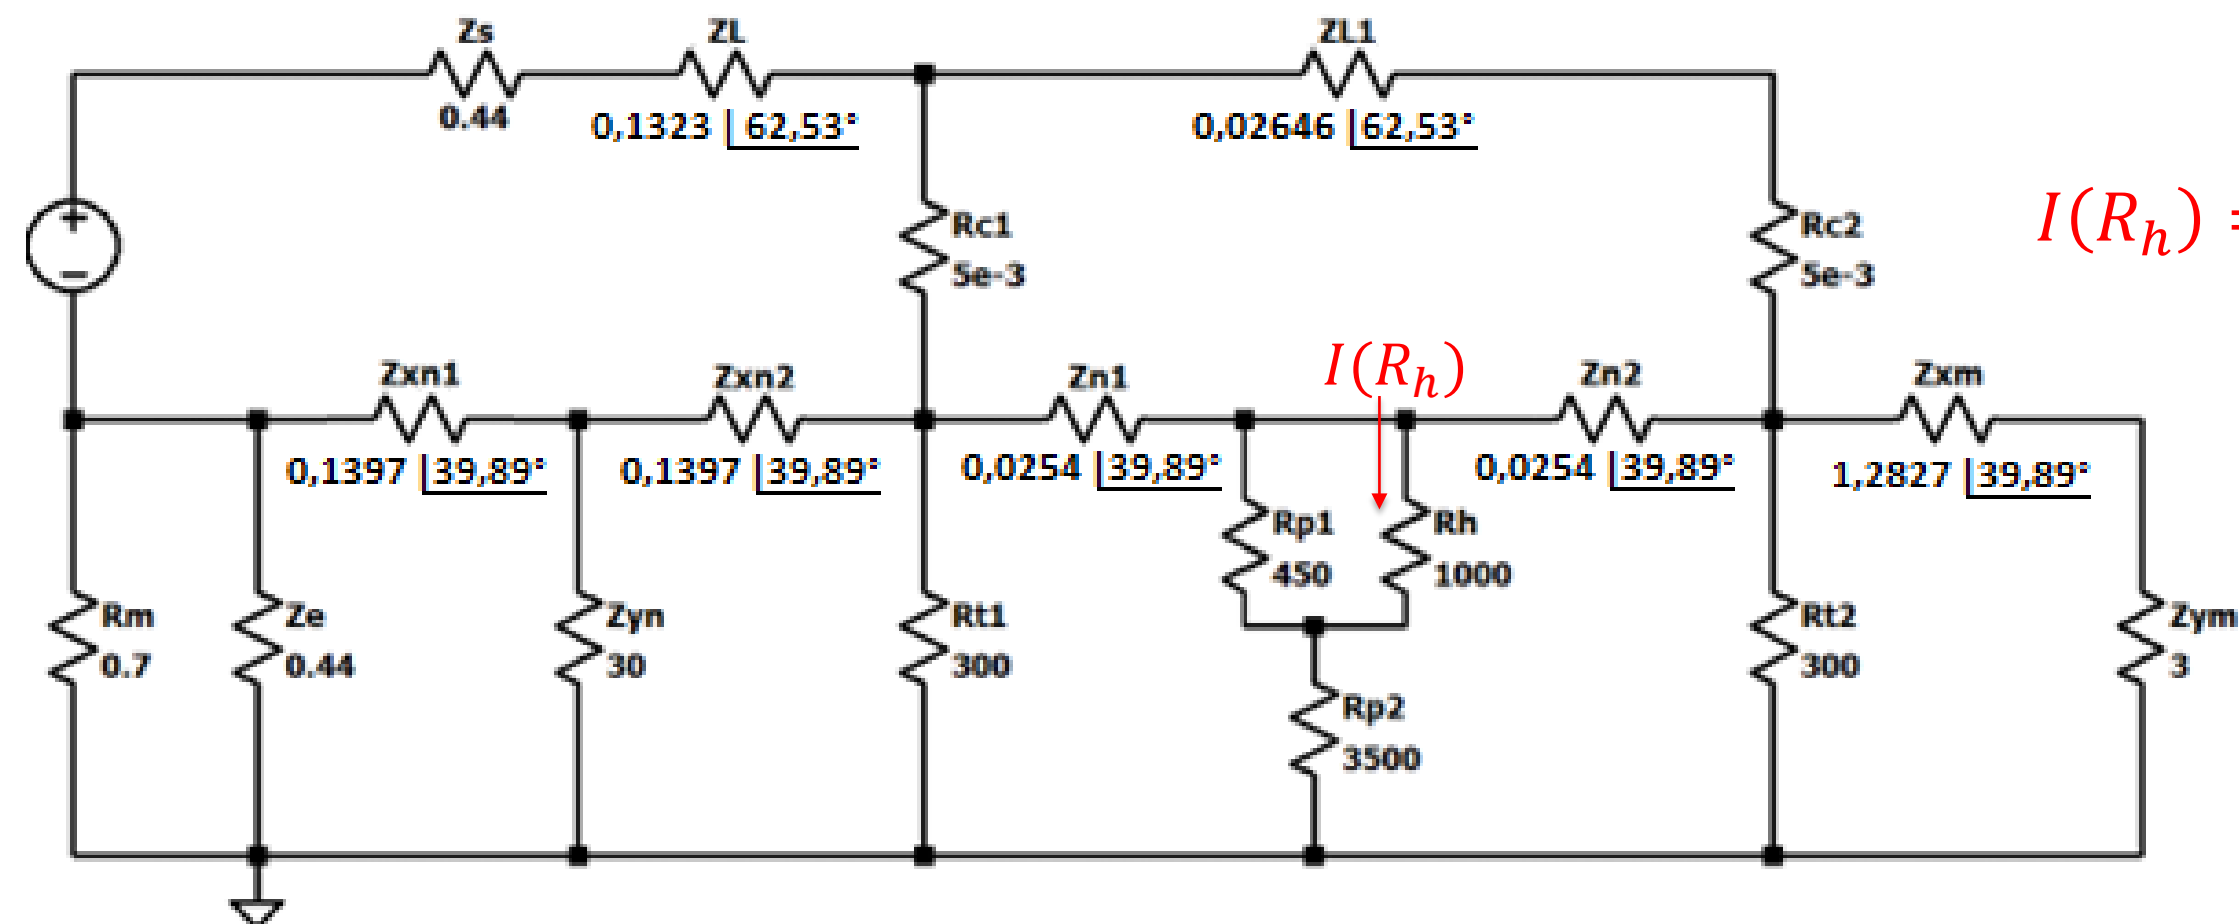 Zs
0.44
ZL
0,1323 62,53°
ZL1
0,02646 62,53°
+
−
Rc1
5e-3
Rc2
5e-3
I(Rₕ) =
Zxn1
0,1397 39,89°
Zxn2
0,1397 39,89°
Zn1
0,0254 39,89°
I(Rₕ)
Zn2
0,0254 39,89°
Zxm
1,2827 39,89°
Rp1
450
Rh
1000
Rm
0.7
Ze
0.44
Zyn
30
Rt1
300
Rp2
3500
Rt2
300
Zym
3